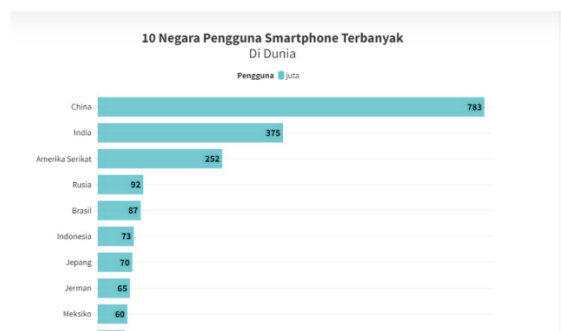 10 Negara Pengguna Smartphone Terbanyak
Di Dunia
Pengguna juta
China 783
India 375
Amerika Serikat 252
Rusia 92
Brasil 87
Indonesia 73
Jepang 70
Jerman 65
Meksiko 60